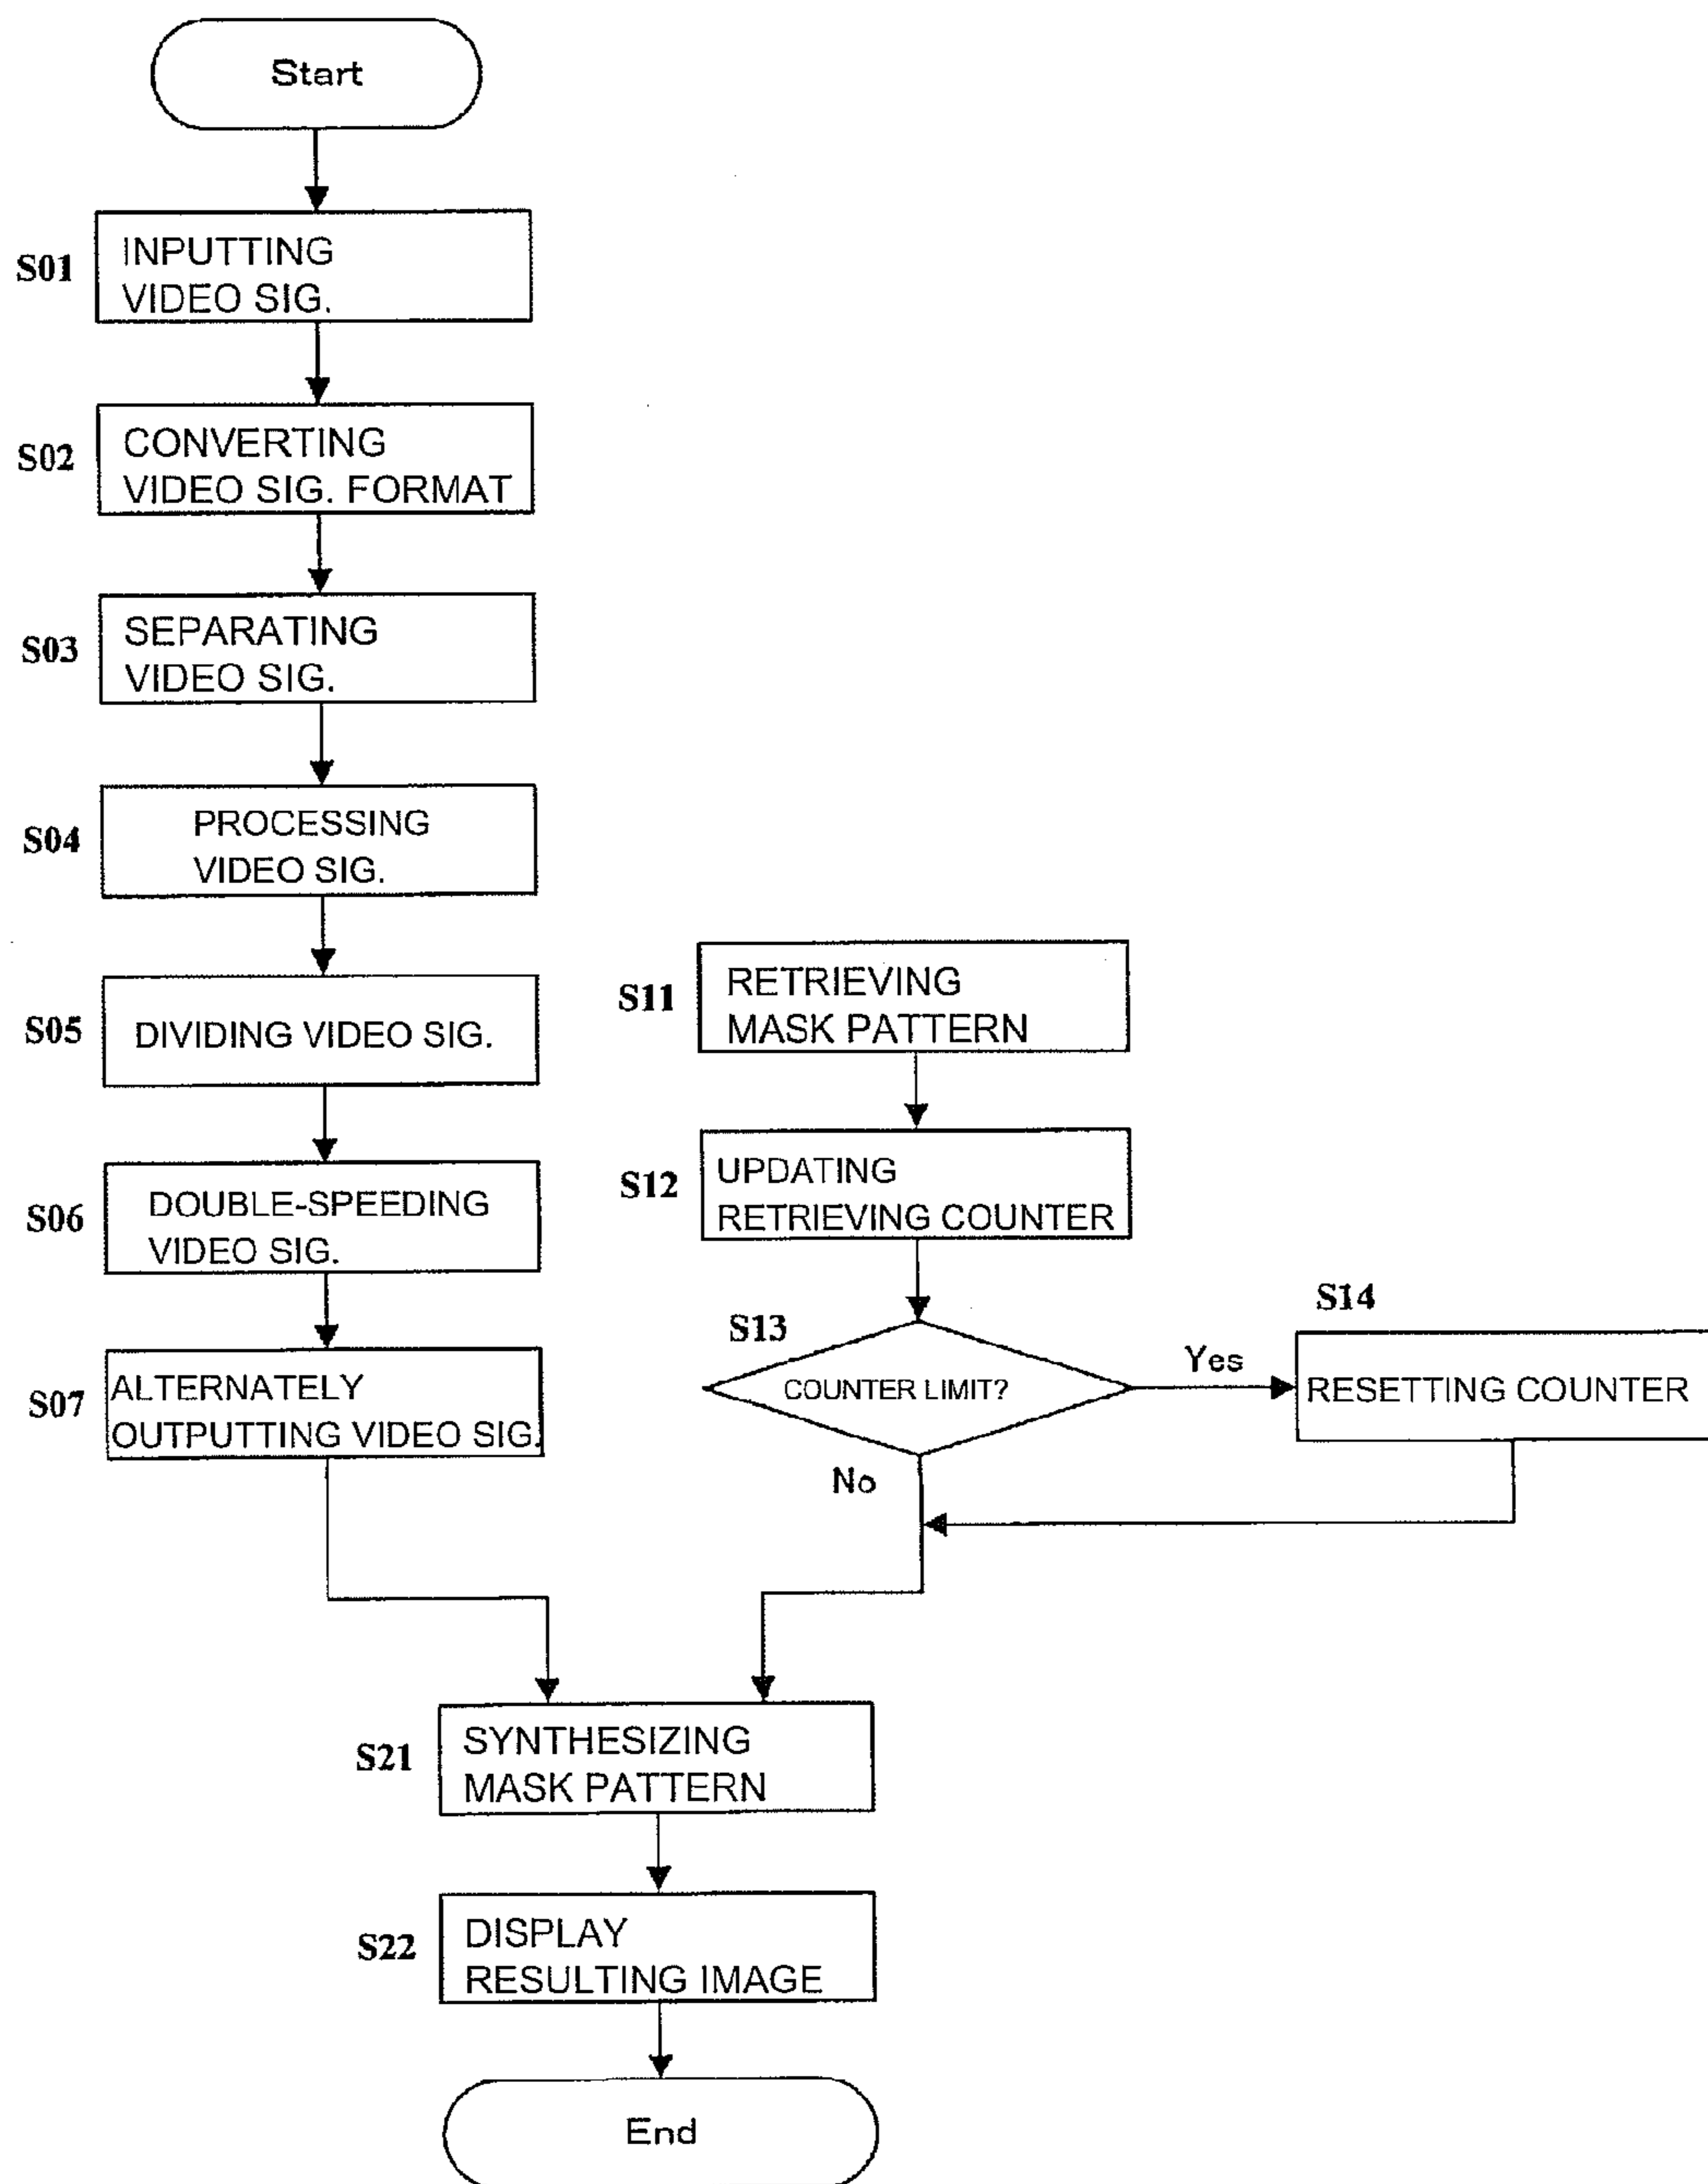 Start
S01
INPUTTING
VIDEO SIG.
S02
CONVERTING
VIDEO SIG. FORMAT
S03
SEPARATING
VIDEO SIG.
S04
PROCESSING
VIDEO SIG.
S05
DIVIDING VIDEO SIG.
S06
DOUBLE-SPEEDING
VIDEO SIG.
S07
ALTERNATELY
OUTPUTTING VIDEO SIG.
S11
RETRIEVING
MASK PATTERN
S12
UPDATING
RETRIEVING COUNTER
S13
COUNTER LIMIT?
Yes
No
S14
RESETTING COUNTER
S21
SYNTHESIZING
MASK PATTERN
S22
DISPLAY
RESULTING IMAGE
End